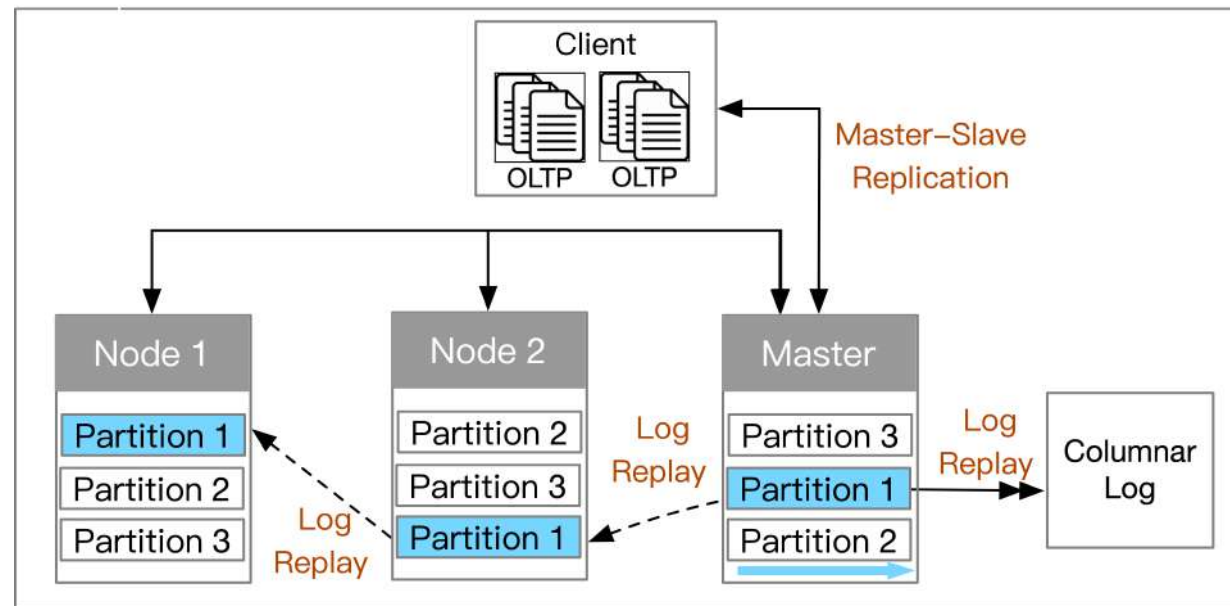 Client
OLTP
OLTP
Master–Slave
Replication
Node 1
Partition 1
Partition 2
Partition 3
Log
Replay
Node 2
Partition 2
Partition 3
Partition 1
Log
Replay
Master
Partition 3
Partition 1
Partition 2
Log
Replay
Columnar
Log